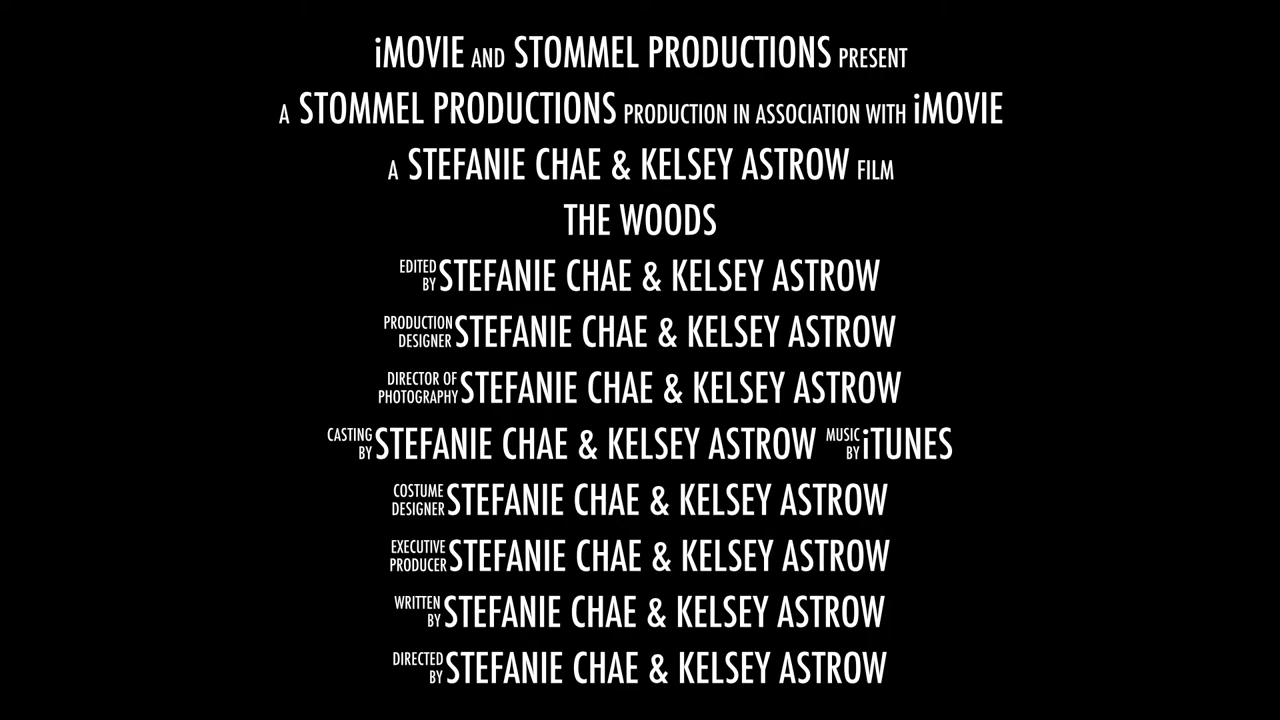 iMOVIE AND STOMMEL PRODUCTIONS PRESENT
A STOMMEL PRODUCTIONS PRODUCTION IN ASSOCIATION WITH iMOVIE
A STEFANIE CHAE & KELSEY ASTROW FILM
THE WOODS
EDITED BY STEFANIE CHAE & KELSEY ASTROW
PRODUCTION DESIGNER STEFANIE CHAE & KELSEY ASTROW
DIRECTOR OF PHOTOGRAPHY STEFANIE CHAE & KELSEY ASTROW
CASTING BY STEFANIE CHAE & KELSEY ASTROW MUSIC BY iTUNES
COSTUME DESIGNER STEFANIE CHAE & KELSEY ASTROW
EXECUTIVE PRODUCER STEFANIE CHAE & KELSEY ASTROW
WRITTEN BY STEFANIE CHAE & KELSEY ASTROW
DIRECTED BY STEFANIE CHAE & KELSEY ASTROW